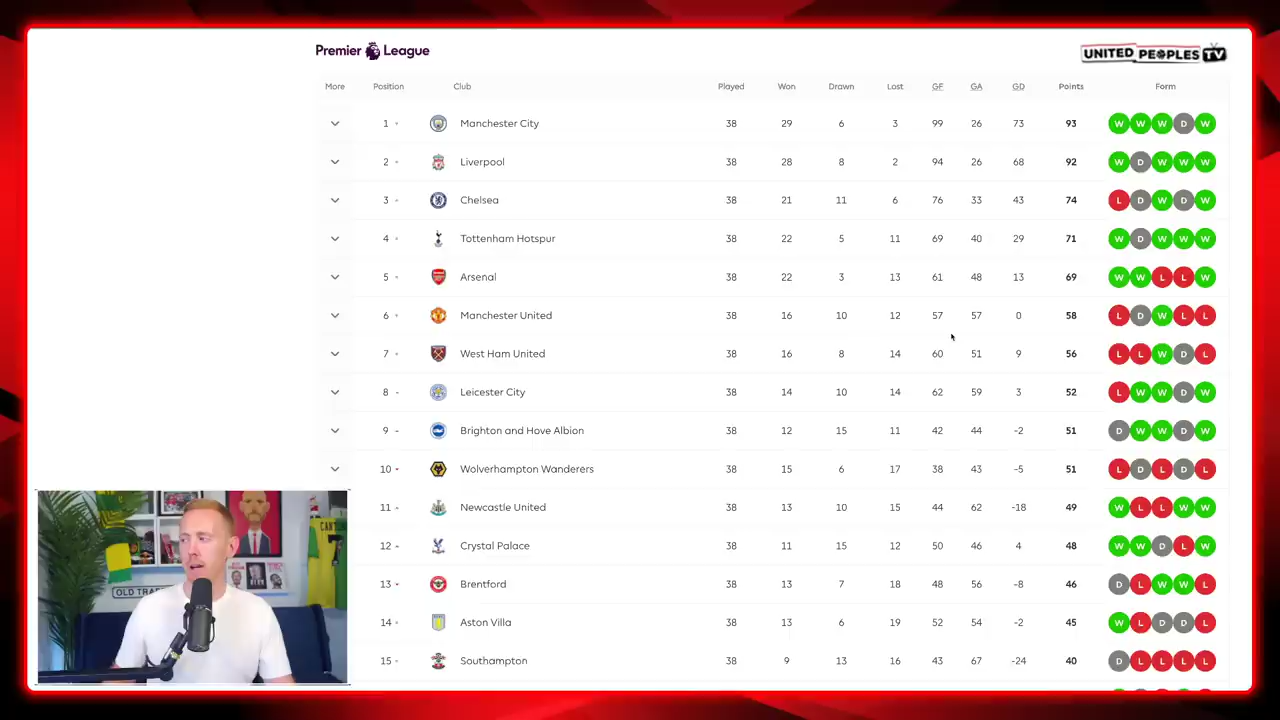 Premier League
UNITED PEOPLES TV
More Position Club Played Won Drawn Lost GF GA GD Points Form
1 Manchester City 38 29 6 3 99 26 73 93 W W W D W
2 Liverpool 38 28 8 2 94 26 68 92 W D W W W
3 Chelsea 38 21 11 6 76 33 43 74 L D W D W
4 Tottenham Hotspur 38 22 5 11 69 40 29 71 W D W W W
5 Arsenal 38 22 3 13 61 48 13 69 W W L L W
6 Manchester United 38 16 10 12 57 57 0 58 L D W L L
7 West Ham United 38 16 8 14 60 51 9 56 L L W D L
8 Leicester City 38 14 10 14 62 59 3 52 L W W D W
9 Brighton and Hove Albion 38 12 15 11 42 44 -2 51 D W W D W
10 Wolverhampton Wanderers 38 15 6 17 38 43 -5 51 L D L D L
11 Newcastle United 38 13 10 15 44 62 -18 49 W L L W W
12 Crystal Palace 38 11 15 12 50 46 4 48 W W D L W
13 Brentford 38 13 7 18 48 56 -8 46 D L W W L
14 Aston Villa 38 13 6 19 52 54 -2 45 W L D D L
15 Southampton 38 9 13 16 43 67 -24 40 D L L L L
OLD TRA
CANT